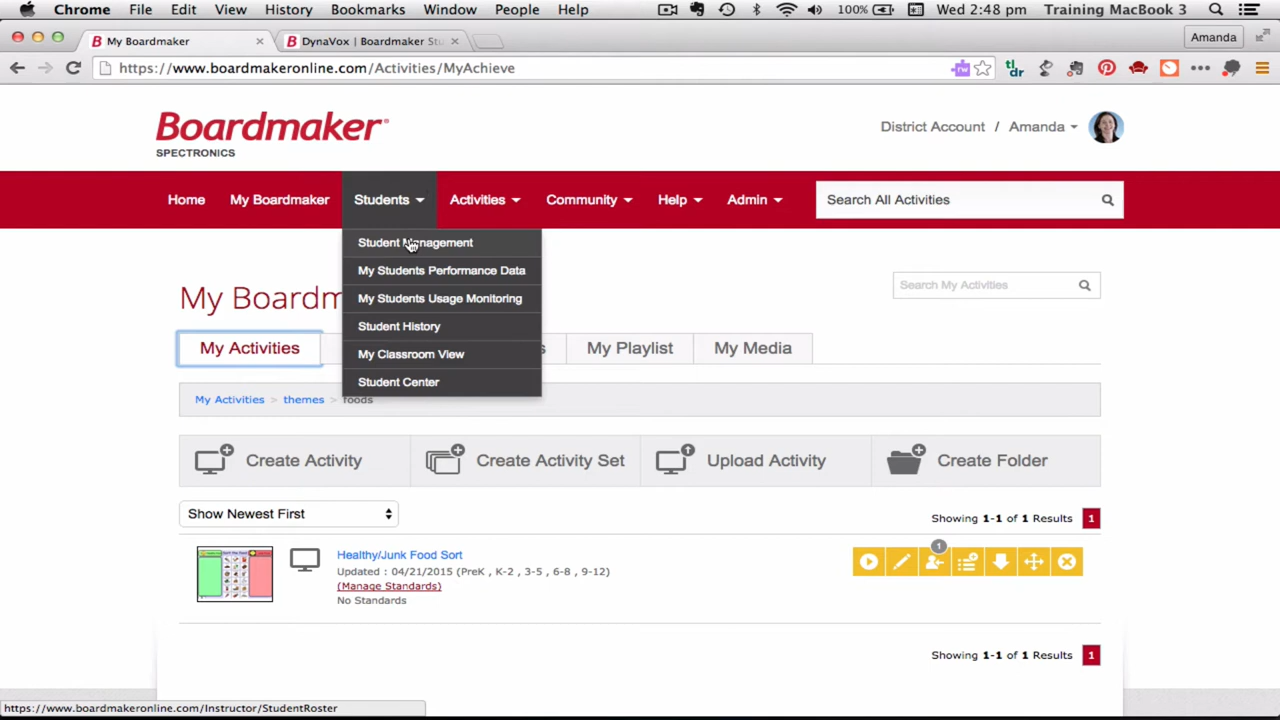 Chrome File Edit View History Bookmarks Window People Help 100% Wed 2:48 pm Training MacBook 3
My Boardmaker DynaVox | Boardmaker Stu Amanda
https://www.boardmakeronline.com/Activities/MyAchieve
Boardmaker
SPECTRONICS
District Account / Amanda
Home My Boardmaker Students Activities Community Help Admin Search All Activities
Student Management
My Students Performance Data
My Students Usage Monitoring
Student History
My Classroom View
Student Center
My Boardm
Search My Activities
My Activities s My Playlist My Media
My Activities > themes > foods
Create Activity Create Activity Set Upload Activity Create Folder
Show Newest First Showing 1-1 of 1 Results 1
Healthy/Junk Food Sort
Updated : 04/21/2015 (PreK , K-2 , 3-5 , 6-8 , 9-12)
(Manage Standards)
No Standards
1
Showing 1-1 of 1 Results 1
https://www.boardmakeronline.com/Instructor/StudentRoster